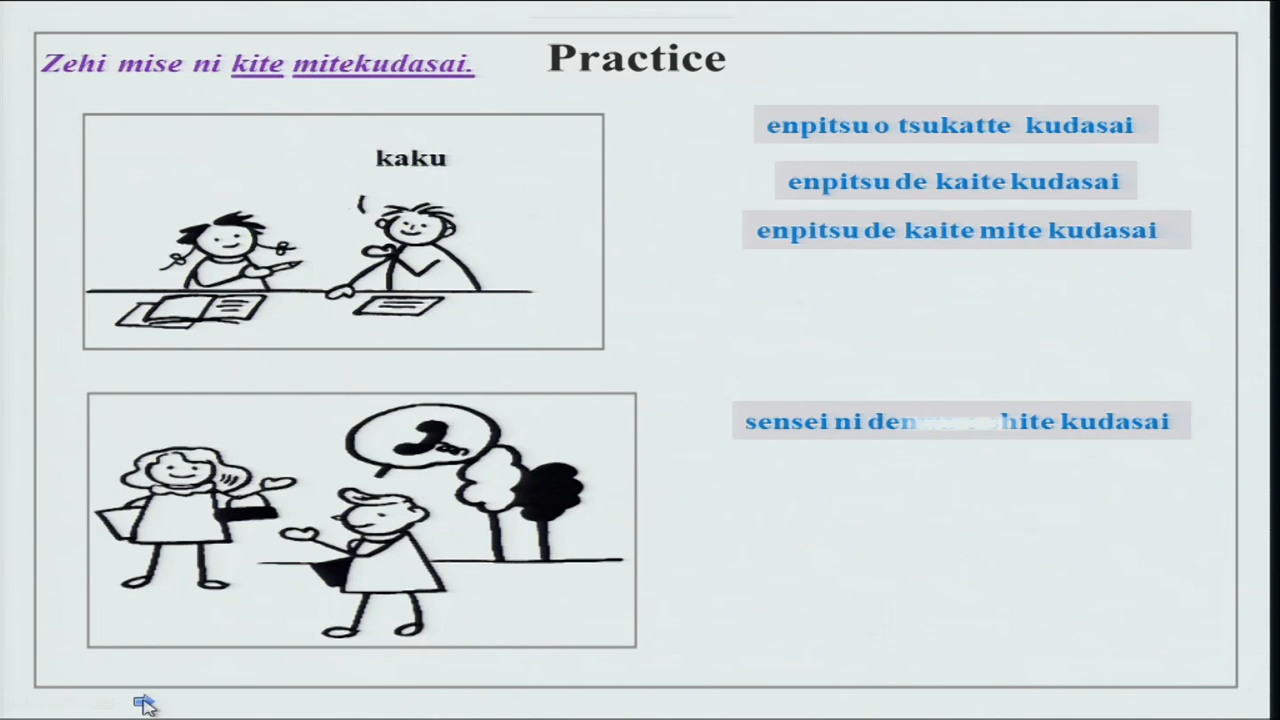 Zehi mise ni kite mitekudasai.
Practice
kaku
enpitsu o tsukatte kudasai
enpitsu de kaite kudasai
enpitsu de kaite mite kudasai
sensei ni kudasai